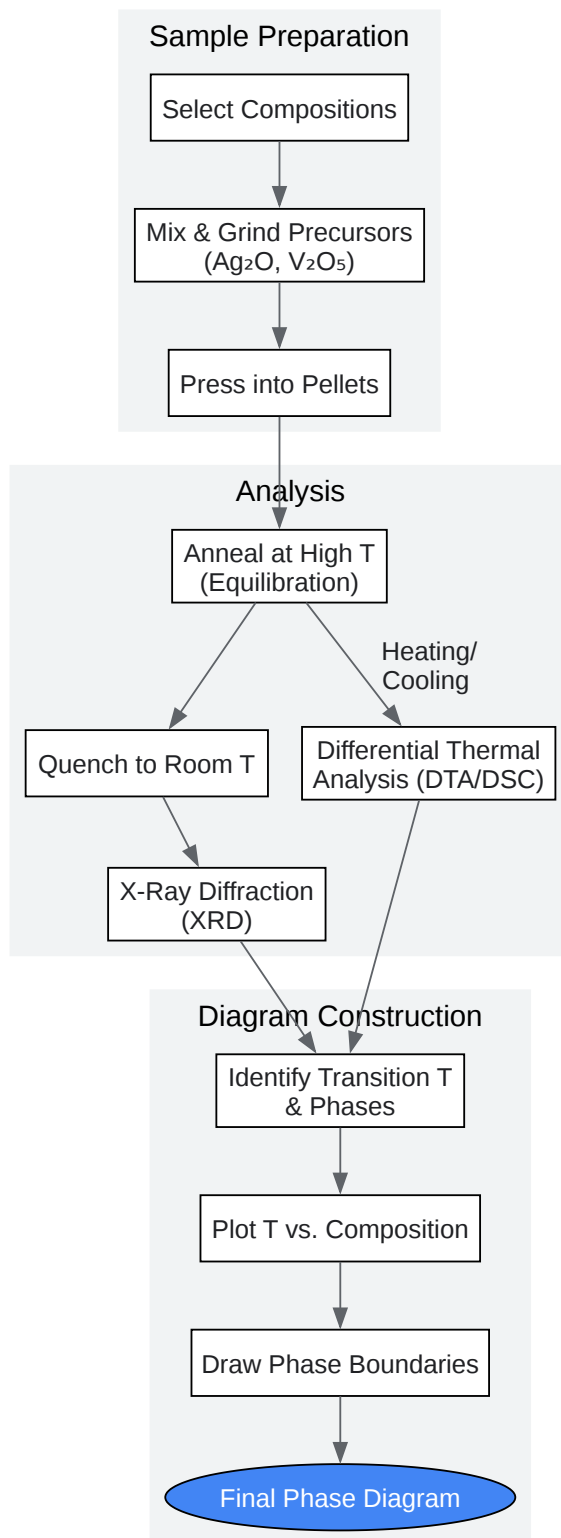 Sample Preparation
Select Compositions
Mix & Grind Precursors
(Ag₂O, V₂O₅)
Press into Pellets
Analysis
Anneal at High T
(Equilibration)
Heating/
Cooling
Quench to Room T
Differential Thermal
Analysis (DTA/DSC)
X-Ray Diffraction
(XRD)
Diagram Construction
Identify Transition T
& Phases
Plot T vs. Composition
Draw Phase Boundaries
Final Phase Diagram